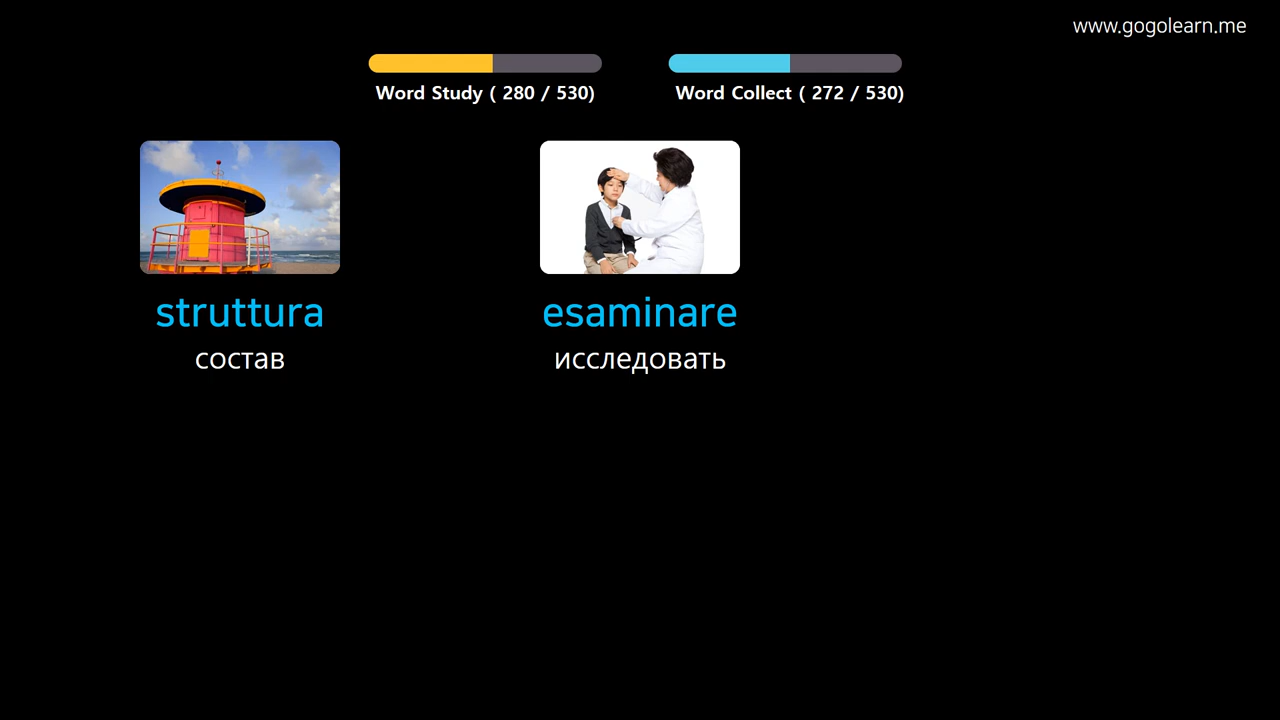 www.gogolearn.me
Word Study ( 280 / 530)
Word Collect ( 272 / 530)
struttura
esaminare
состав
исследовать